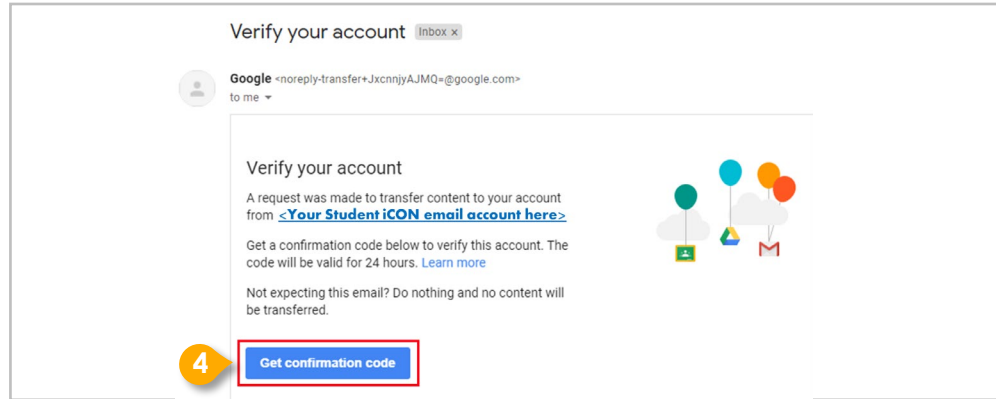 Verify your account Inbox x
Google <noreply-transfer+JxcnnjyAJMQ=@google.com>
to me
Verify your account
A request was made to transfer content to your account
from <Your Student iCON email account here>
Get a confirmation code below to verify this account. The
code will be valid for 24 hours. Learn more
Not expecting this email? Do nothing and no content will
be transferred.
4 Get confirmation code